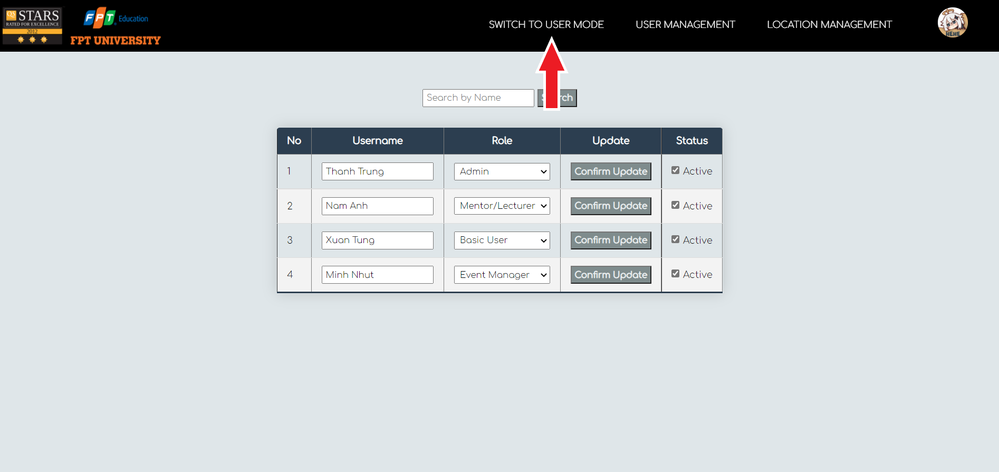 QS STARS
RATED FOR EXCELLENCE
2012
FPT Education
FPT UNIVERSITY
SWITCH TO USER MODE USER MANAGEMENT LOCATION MANAGEMENT
HEHE
Search by Name
No Username Role Update Status
1 Thanh Trung Admin Confirm Update Active
2 Nam Anh Mentor/Lecturer Confirm Update Active
3 Xuan Tung Basic User Confirm Update Active
4 Minh Nhut Event Manager Confirm Update Active